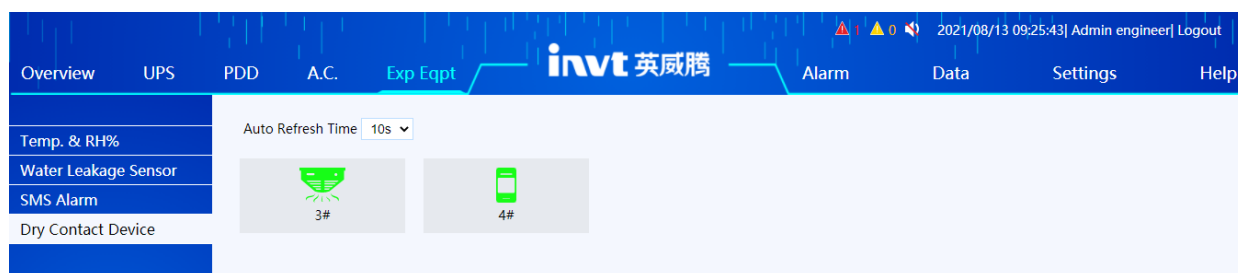 1 0 2021/08/13 09:25:43| Admin engineer| Logout
Overview UPS PDD A.C. Exp Eqpt invt 英威腾 Alarm Data Settings Help
Auto Refresh Time 10s
Temp. & RH%
Water Leakage Sensor
SMS Alarm
3# 4#
Dry Contact Device